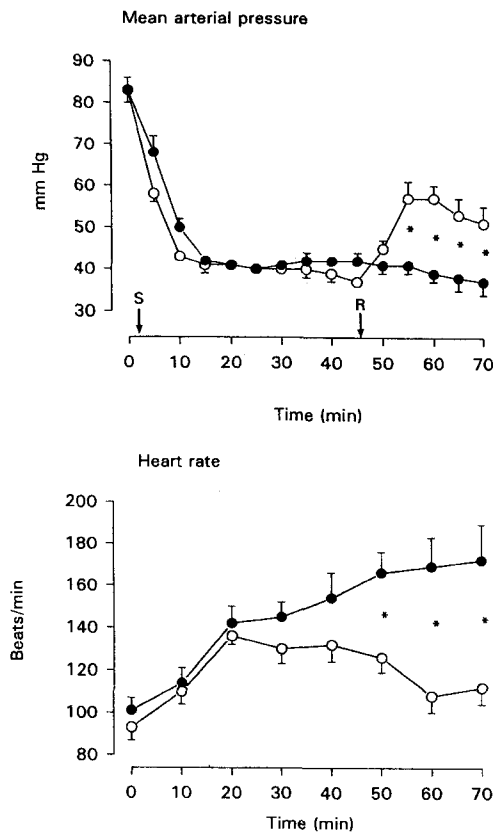 Mean arterial pressure
90
80
70
60
50
40
30
mm Hg
S
R
* * * *
0 10 20 30 40 50 60 70
Time (min)
Heart rate
200
180
160
140
120
100
80
Beats/min
* * *
0 10 20 30 40 50 60 70
Time (min)